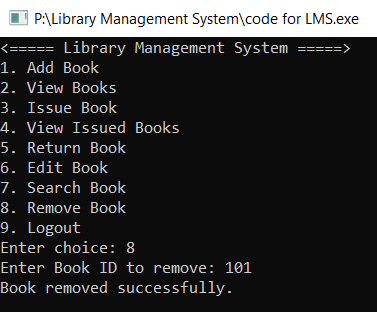 P:\Library Management System\code for LMS.exe
<===== Library Management System =====>
1. Add Book
2. View Books
3. Issue Book
4. View Issued Books
5. Return Book
6. Edit Book
7. Search Book
8. Remove Book
9. Logout
Enter choice: 8
Enter Book ID to remove: 101
Book removed successfully.